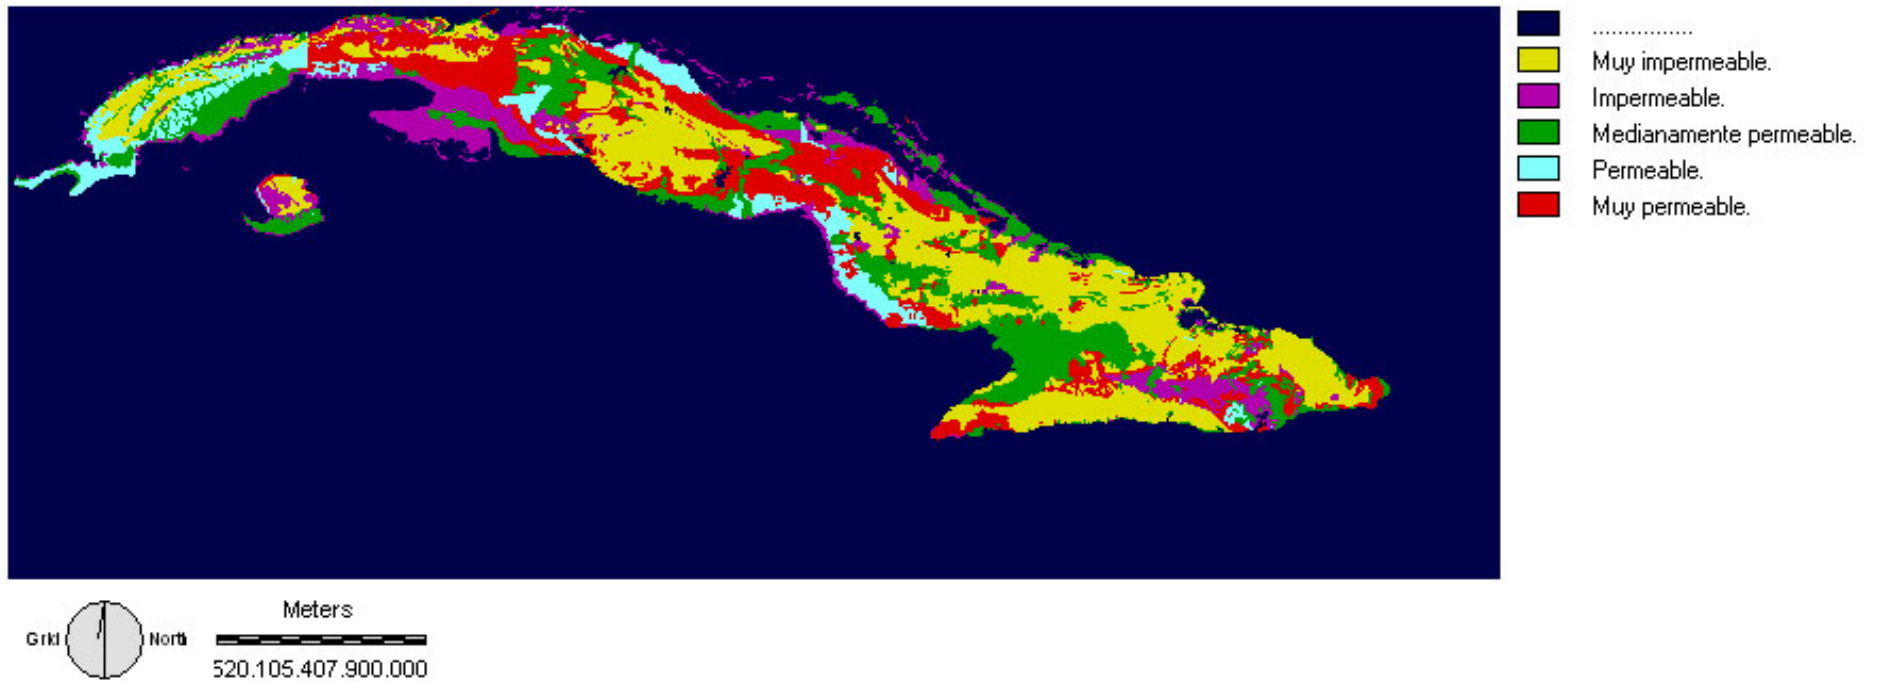 ................
Muy impermeable.
Impermeable.
Medianamente permeable.
Permeable.
Muy permeable.
Meters
Grid North
520.105.407.900.000